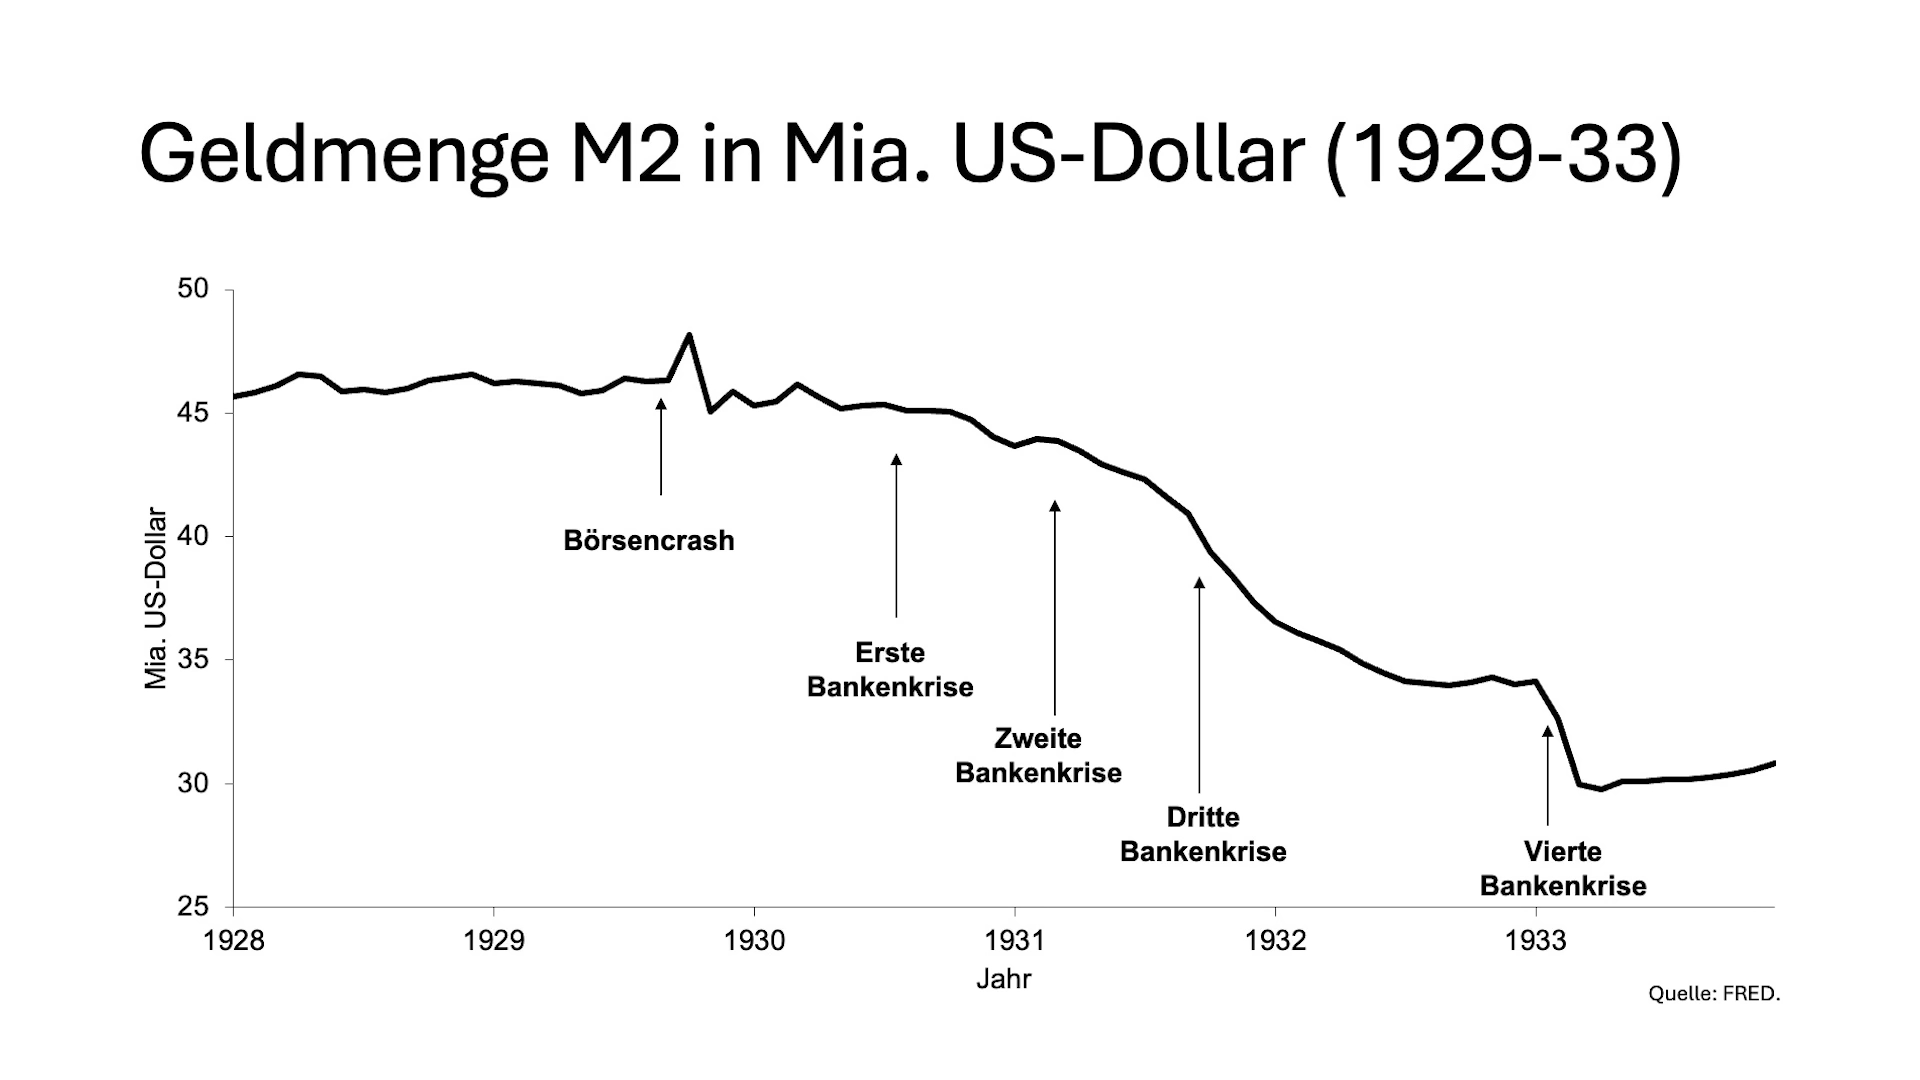 Geldmenge M2 in Mia. US-Dollar (1929-33)
50
45
40
35
30
25
Mia. US-Dollar
Börsencrash
Erste
Bankenkrise
Zweite
Bankenkrise
Dritte
Bankenkrise
Vierte
Bankenkrise
1928
1929
1930
1931
1932
1933
Jahr
Quelle: FRED.